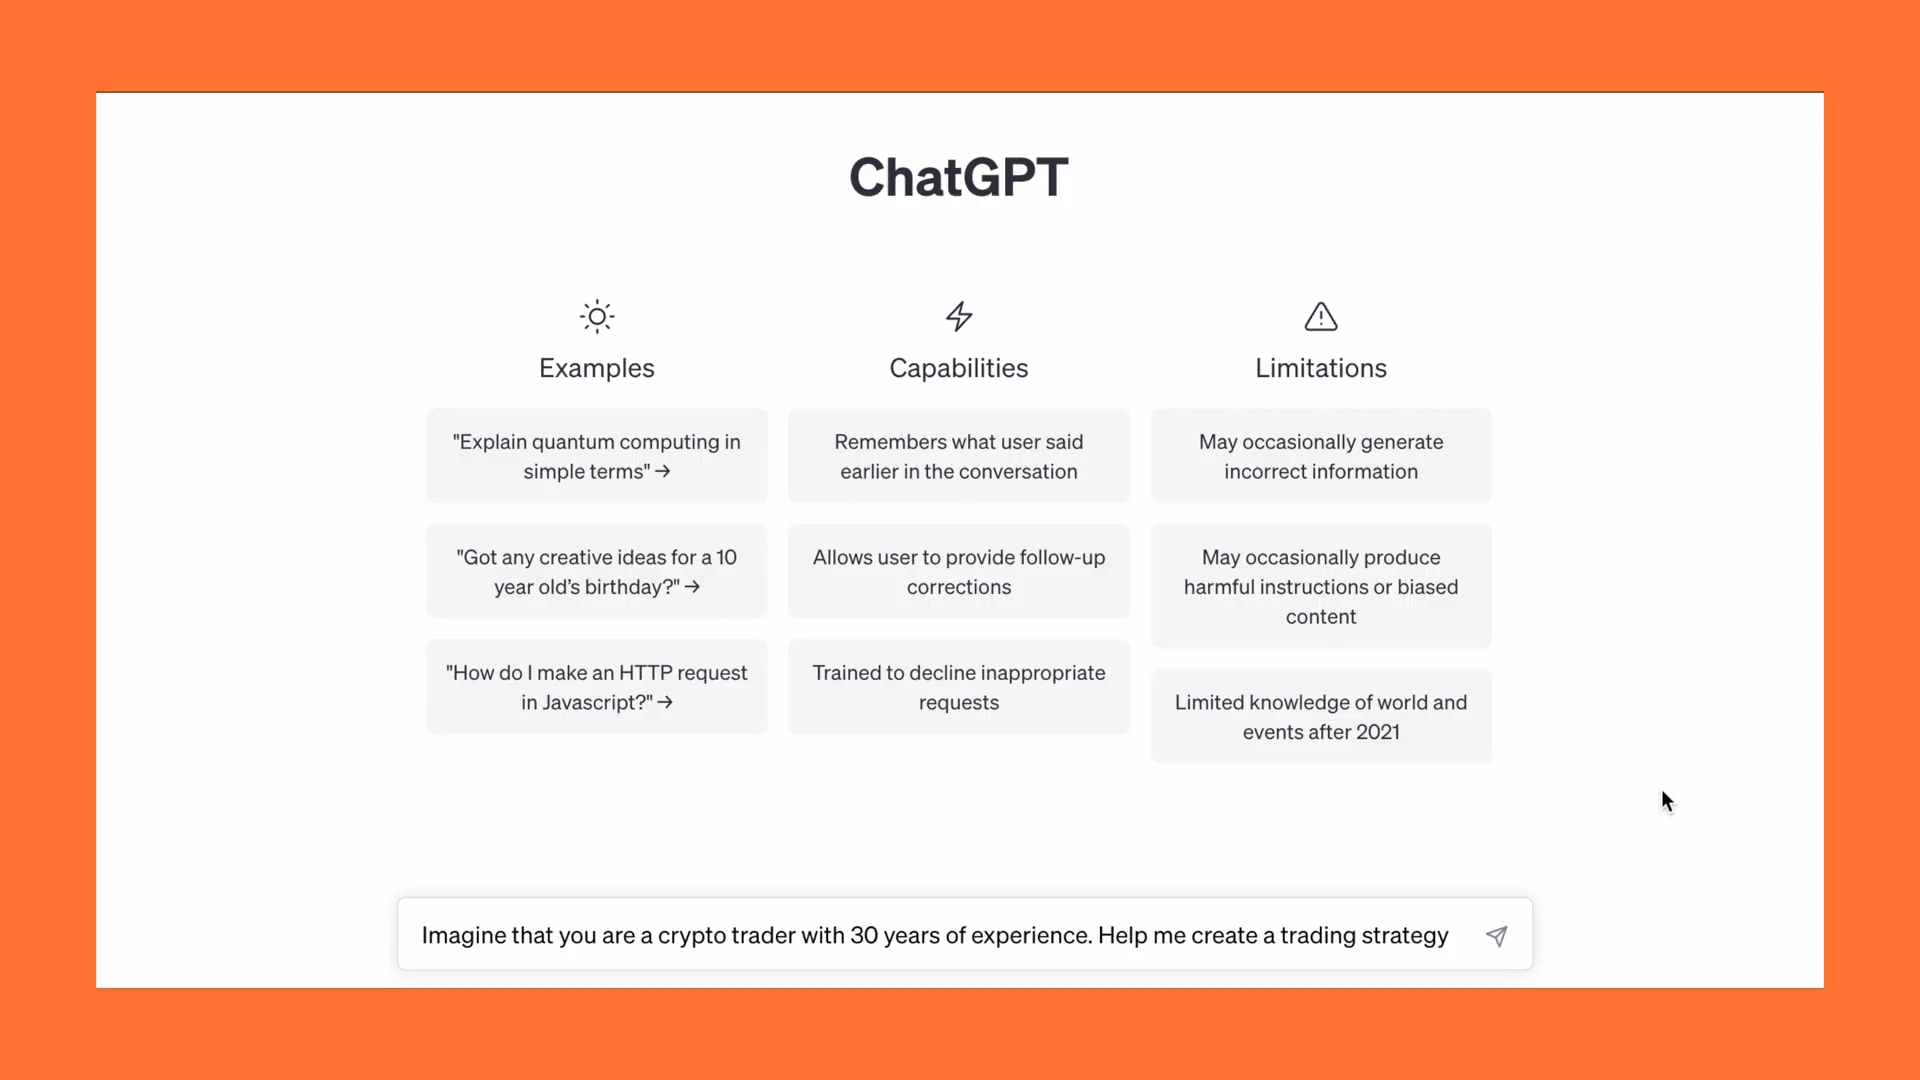 ChatGPT
Examples
"Explain quantum computing in
simple terms" →
"Got any creative ideas for a 10
year old’s birthday?" →
"How do I make an HTTP request
in Javascript?" →
Capabilities
Remembers what user said
earlier in the conversation
Allows user to provide follow-up
corrections
Trained to decline inappropriate
requests
Limitations
May occasionally generate
incorrect information
May occasionally produce
harmful instructions or biased
content
Limited knowledge of world and
events after 2021
Imagine that you are a crypto trader with 30 years of experience. Help me create a trading strategy